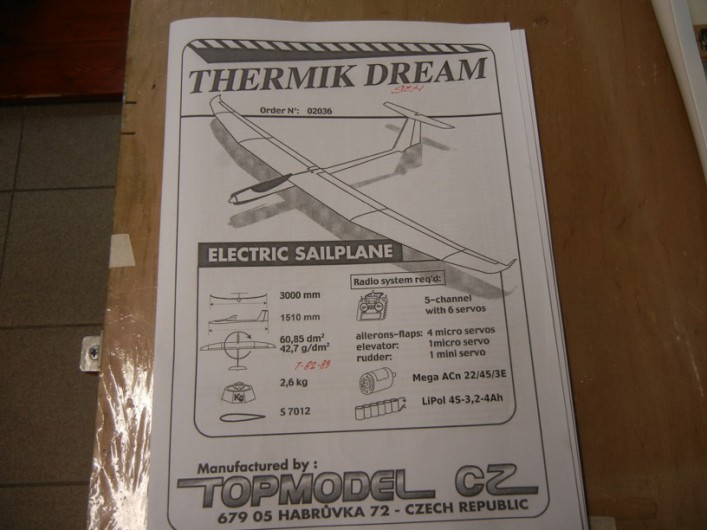 THERMIK DREAM
Order N°: 02036
ELECTRIC SAILPLANE
Radio system req'd:
3000 mm
5-channel
with 6 servos
1510 mm
60,85 dm²
42,7 g/dm²
ailerons-flaps: 4 micro servos
elevator: 1micro servo
rudder: 1 mini servo
2,6 kg
Kg
Mega ACn 22/45/3E
S 7012
LiPol 4S-3,2-4Ah
Manufactured by :
TOPMODEL CZ
679 05 HABRŮVKA 72 - CZECH REPUBLIC